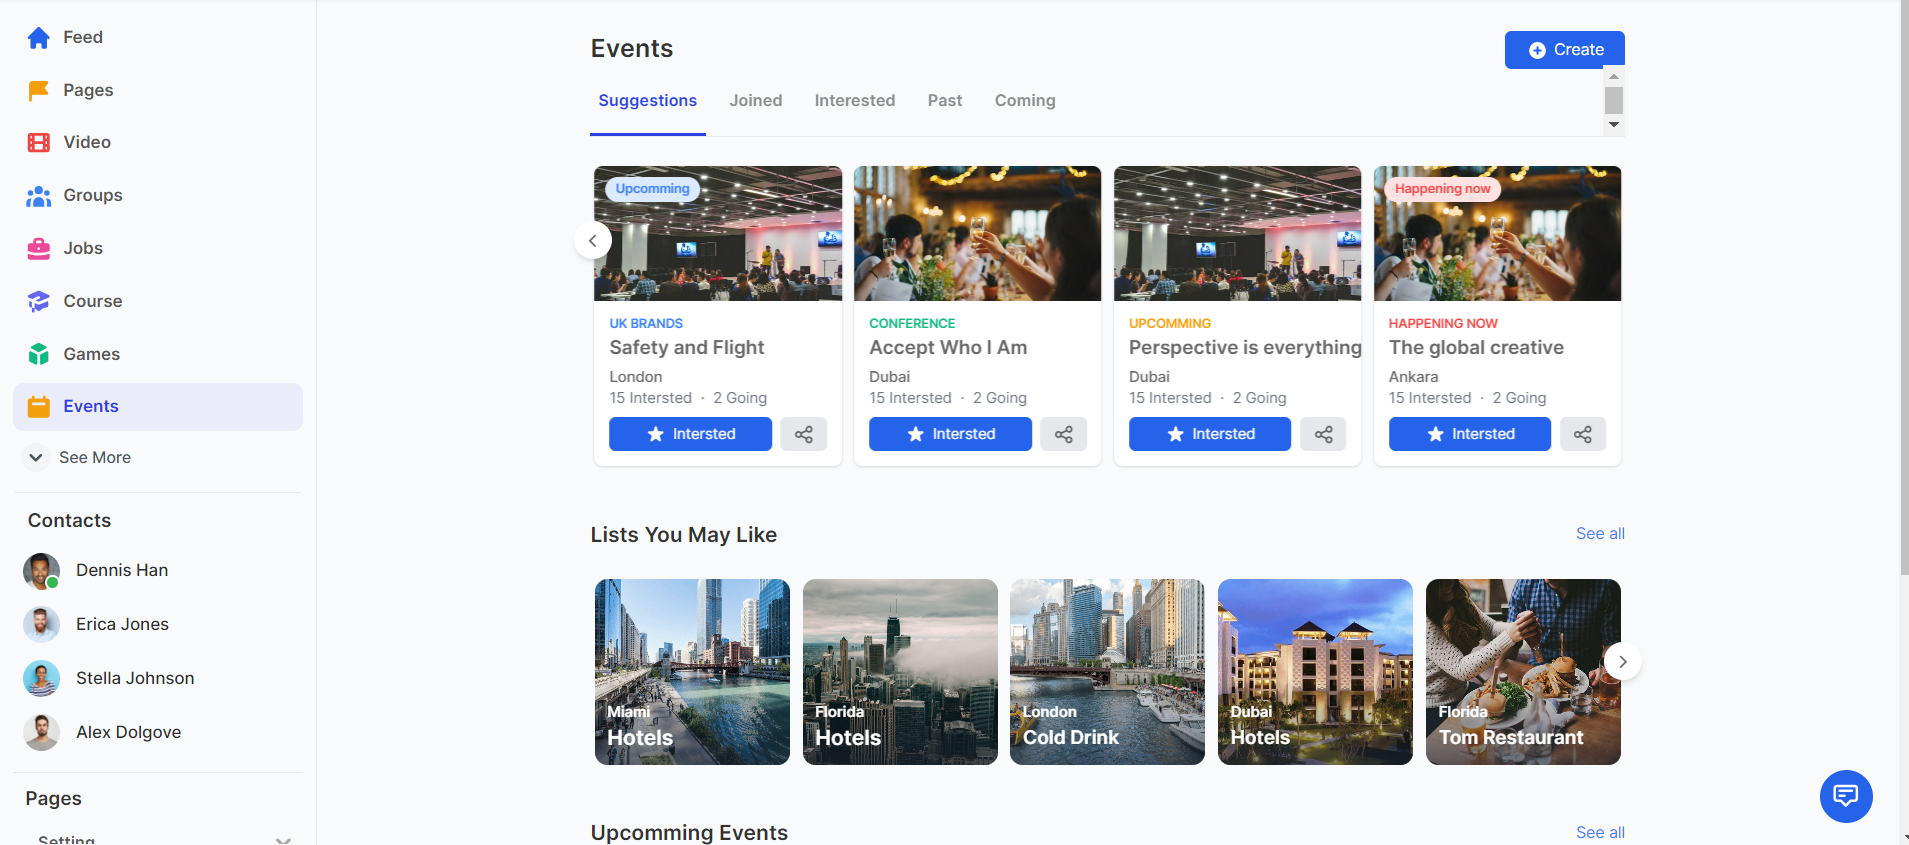 Feed
Pages
Video
Groups
Jobs
Course
Games
Events
See More
Contacts
Dennis Han
Erica Jones
Stella Johnson
Alex Dolgove
Pages
Setting
Events
Create
Suggestions Joined Interested Past Coming
Upcomming
UK BRANDS
Safety and Flight
London
15 Intersted · 2 Going
Intersted
CONFERENCE
Accept Who I Am
Dubai
15 Intersted · 2 Going
Intersted
UPCOMMING
Perspective is everything
Dubai
15 Intersted · 2 Going
Intersted
Happening now
HAPPENING NOW
The global creative
Ankara
15 Intersted · 2 Going
Intersted
Lists You May Like
See all
Miami
Hotels
Florida
Hotels
London
Cold Drink
Dubai
Hotels
Florida
Tom Restaurant
Upcomming Events
See all